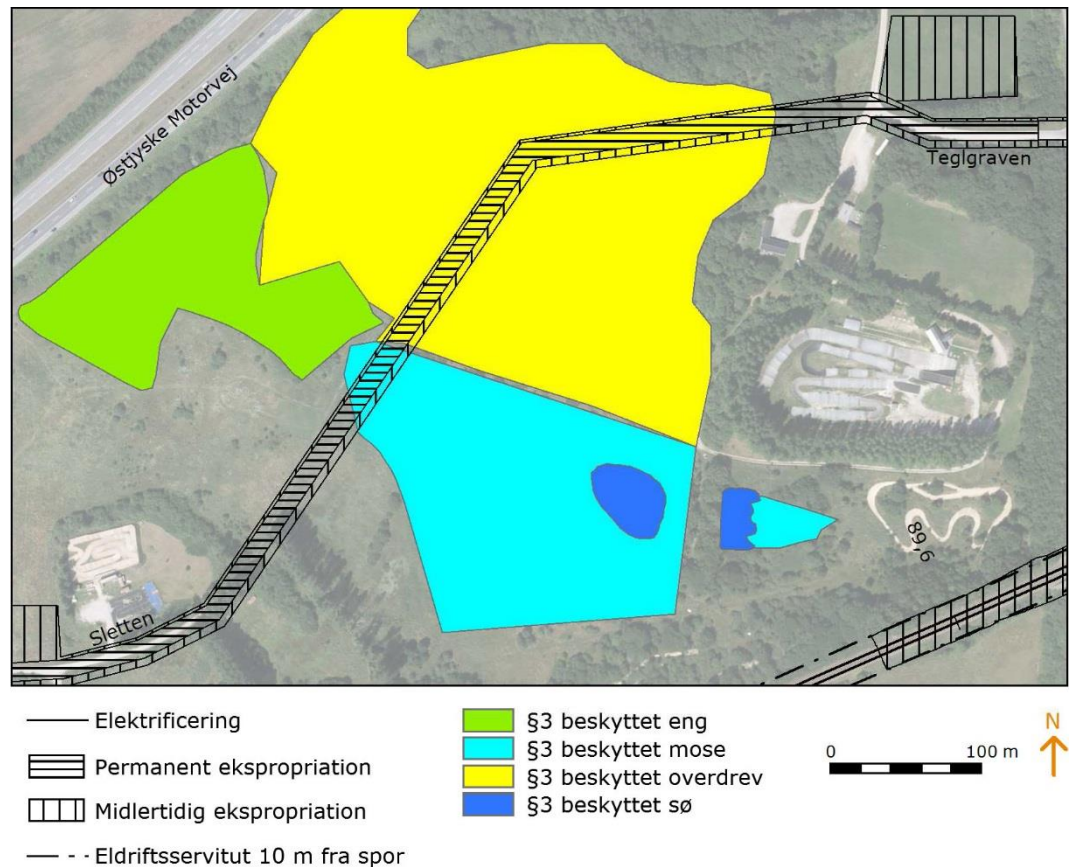 Østjyske Motorvej
Teglgraven
89,6
Sletten
Elektrificering
Permanent ekspropriation
Midlertidig ekspropriation
Eldriftsservitut 10 m fra spor
§3 beskyttet eng
§3 beskyttet mose
§3 beskyttet overdrev
§3 beskyttet sø
0 100 m
N